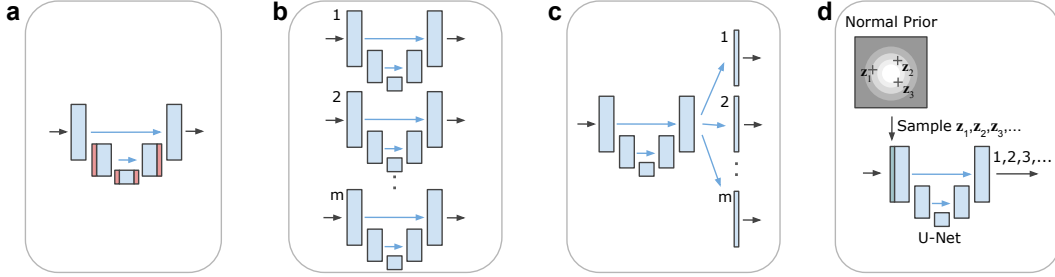 a
b
1
2
m
c
1
2
m
d
Normal Prior
z1
z2
z3
Sample z1,z2,z3,...
1,2,3,...
U-Net